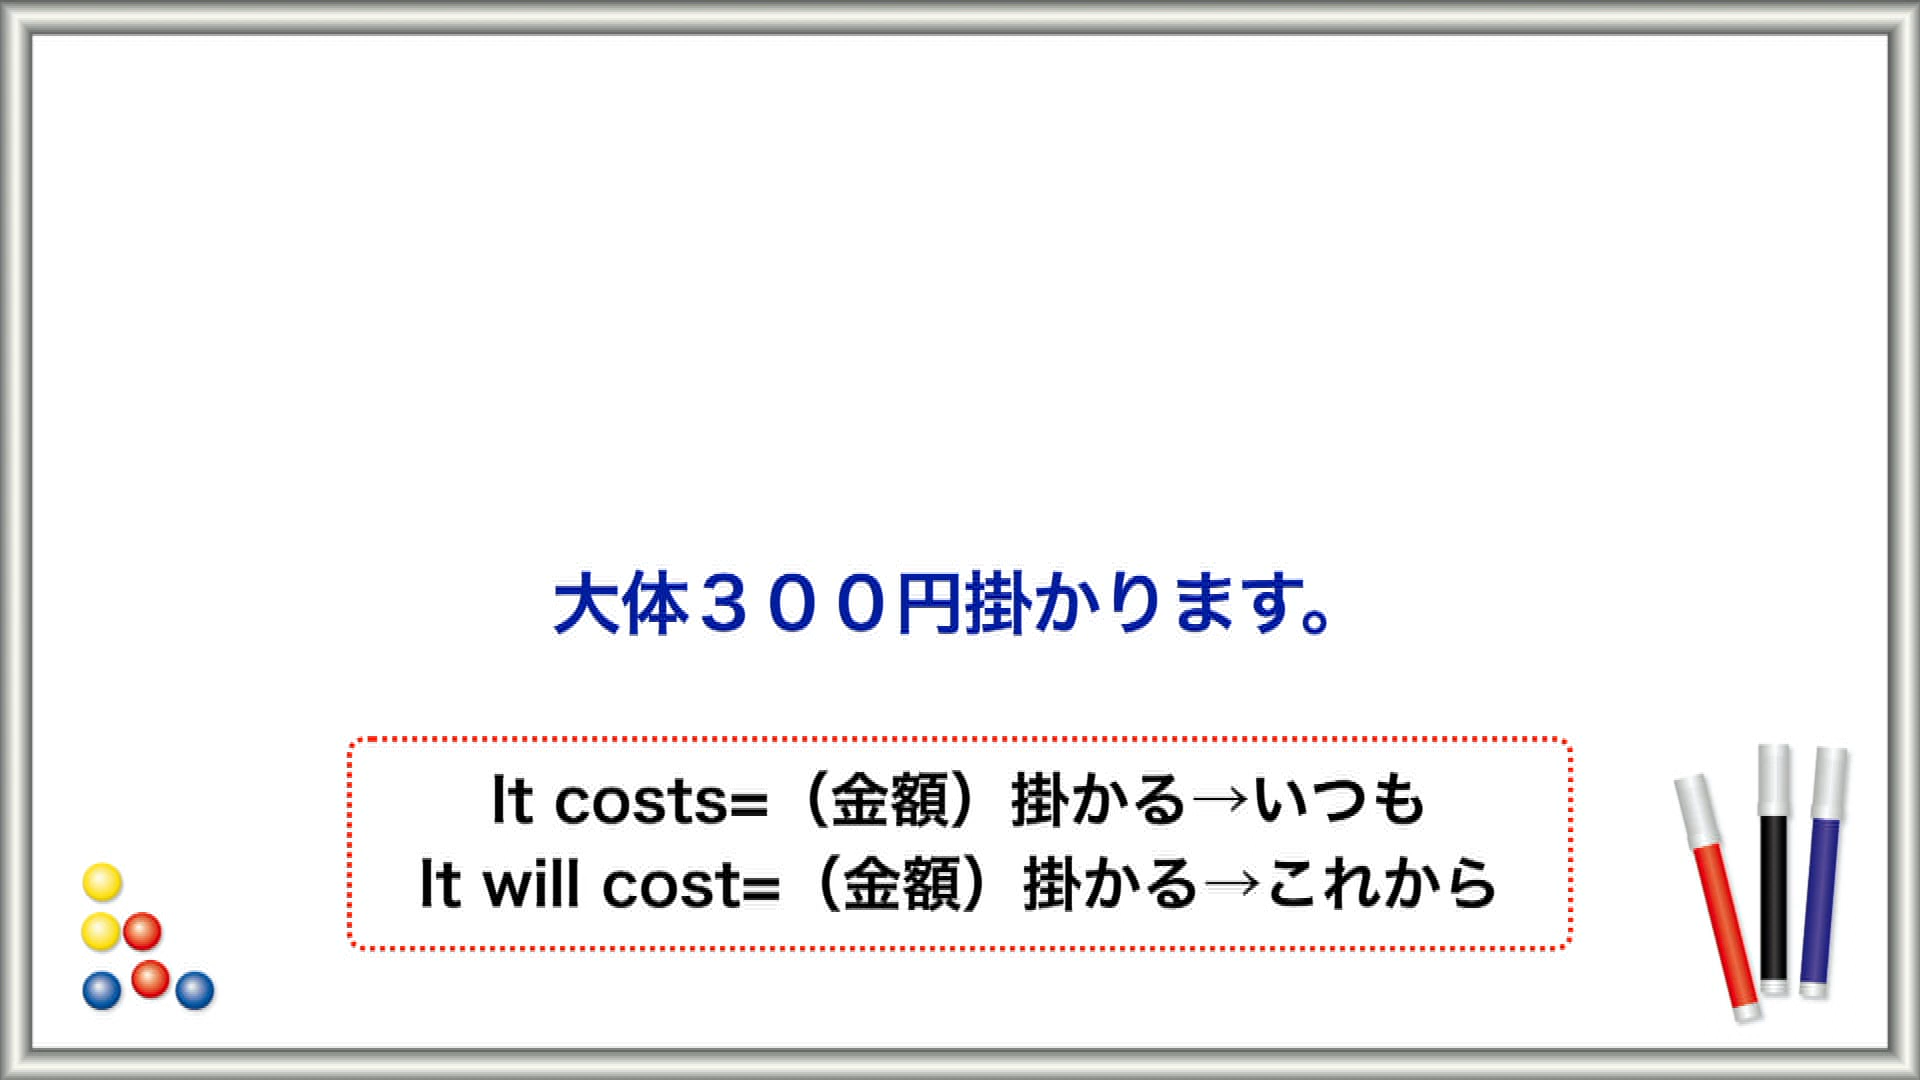 大体３００円掛かります。
It costs=（金額）掛かる→いつも
It will cost=（金額）掛かる→これから